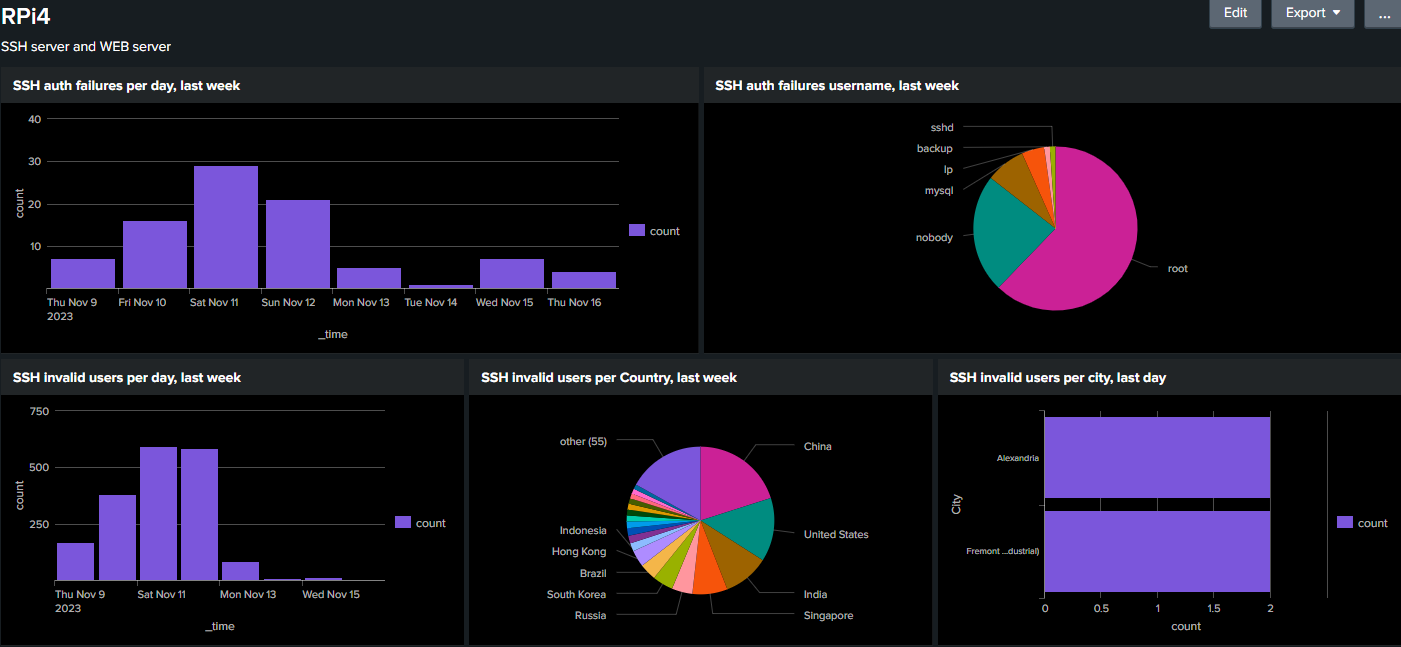 RPi4
Edit
Export
...
SSH server and WEB server
SSH auth failures per day, last week
40
30
20
10
count
Thu Nov 9
2023
Fri Nov 10
Sat Nov 11
Sun Nov 12
Mon Nov 13
Tue Nov 14
Wed Nov 15
Thu Nov 16
_time
count
SSH auth failures username, last week
sshd
backup
lp
mysql
nobody
root
SSH invalid users per day, last week
750
500
250
count
Thu Nov 9
2023
Sat Nov 11
Mon Nov 13
Wed Nov 15
_time
count
SSH invalid users per Country, last week
other (55)
Indonesia
Hong Kong
Brazil
South Korea
Russia
China
United States
India
Singapore
SSH invalid users per city, last day
City
Alexandria
Fremont ...dustrial)
0
0.5
1
1.5
2
count
count